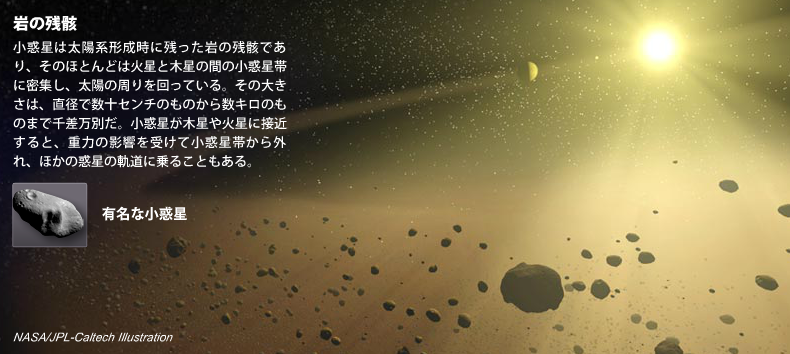 岩の残骸
小惑星は太陽系形成時に残った岩の残骸であ
り、そのほとんどは火星と木星の間の小惑星帯
に密集し、太陽の周りを回っている。その大き
さは、直径で数十センチのものから数キロのも
のまで千差万別だ。小惑星が木星や火星に接近
すると、重力の影響を受けて小惑星帯から外
れ、ほかの惑星の軌道に乗ることもある。
有名な小惑星
NASA/JPL-Caltech Illustration